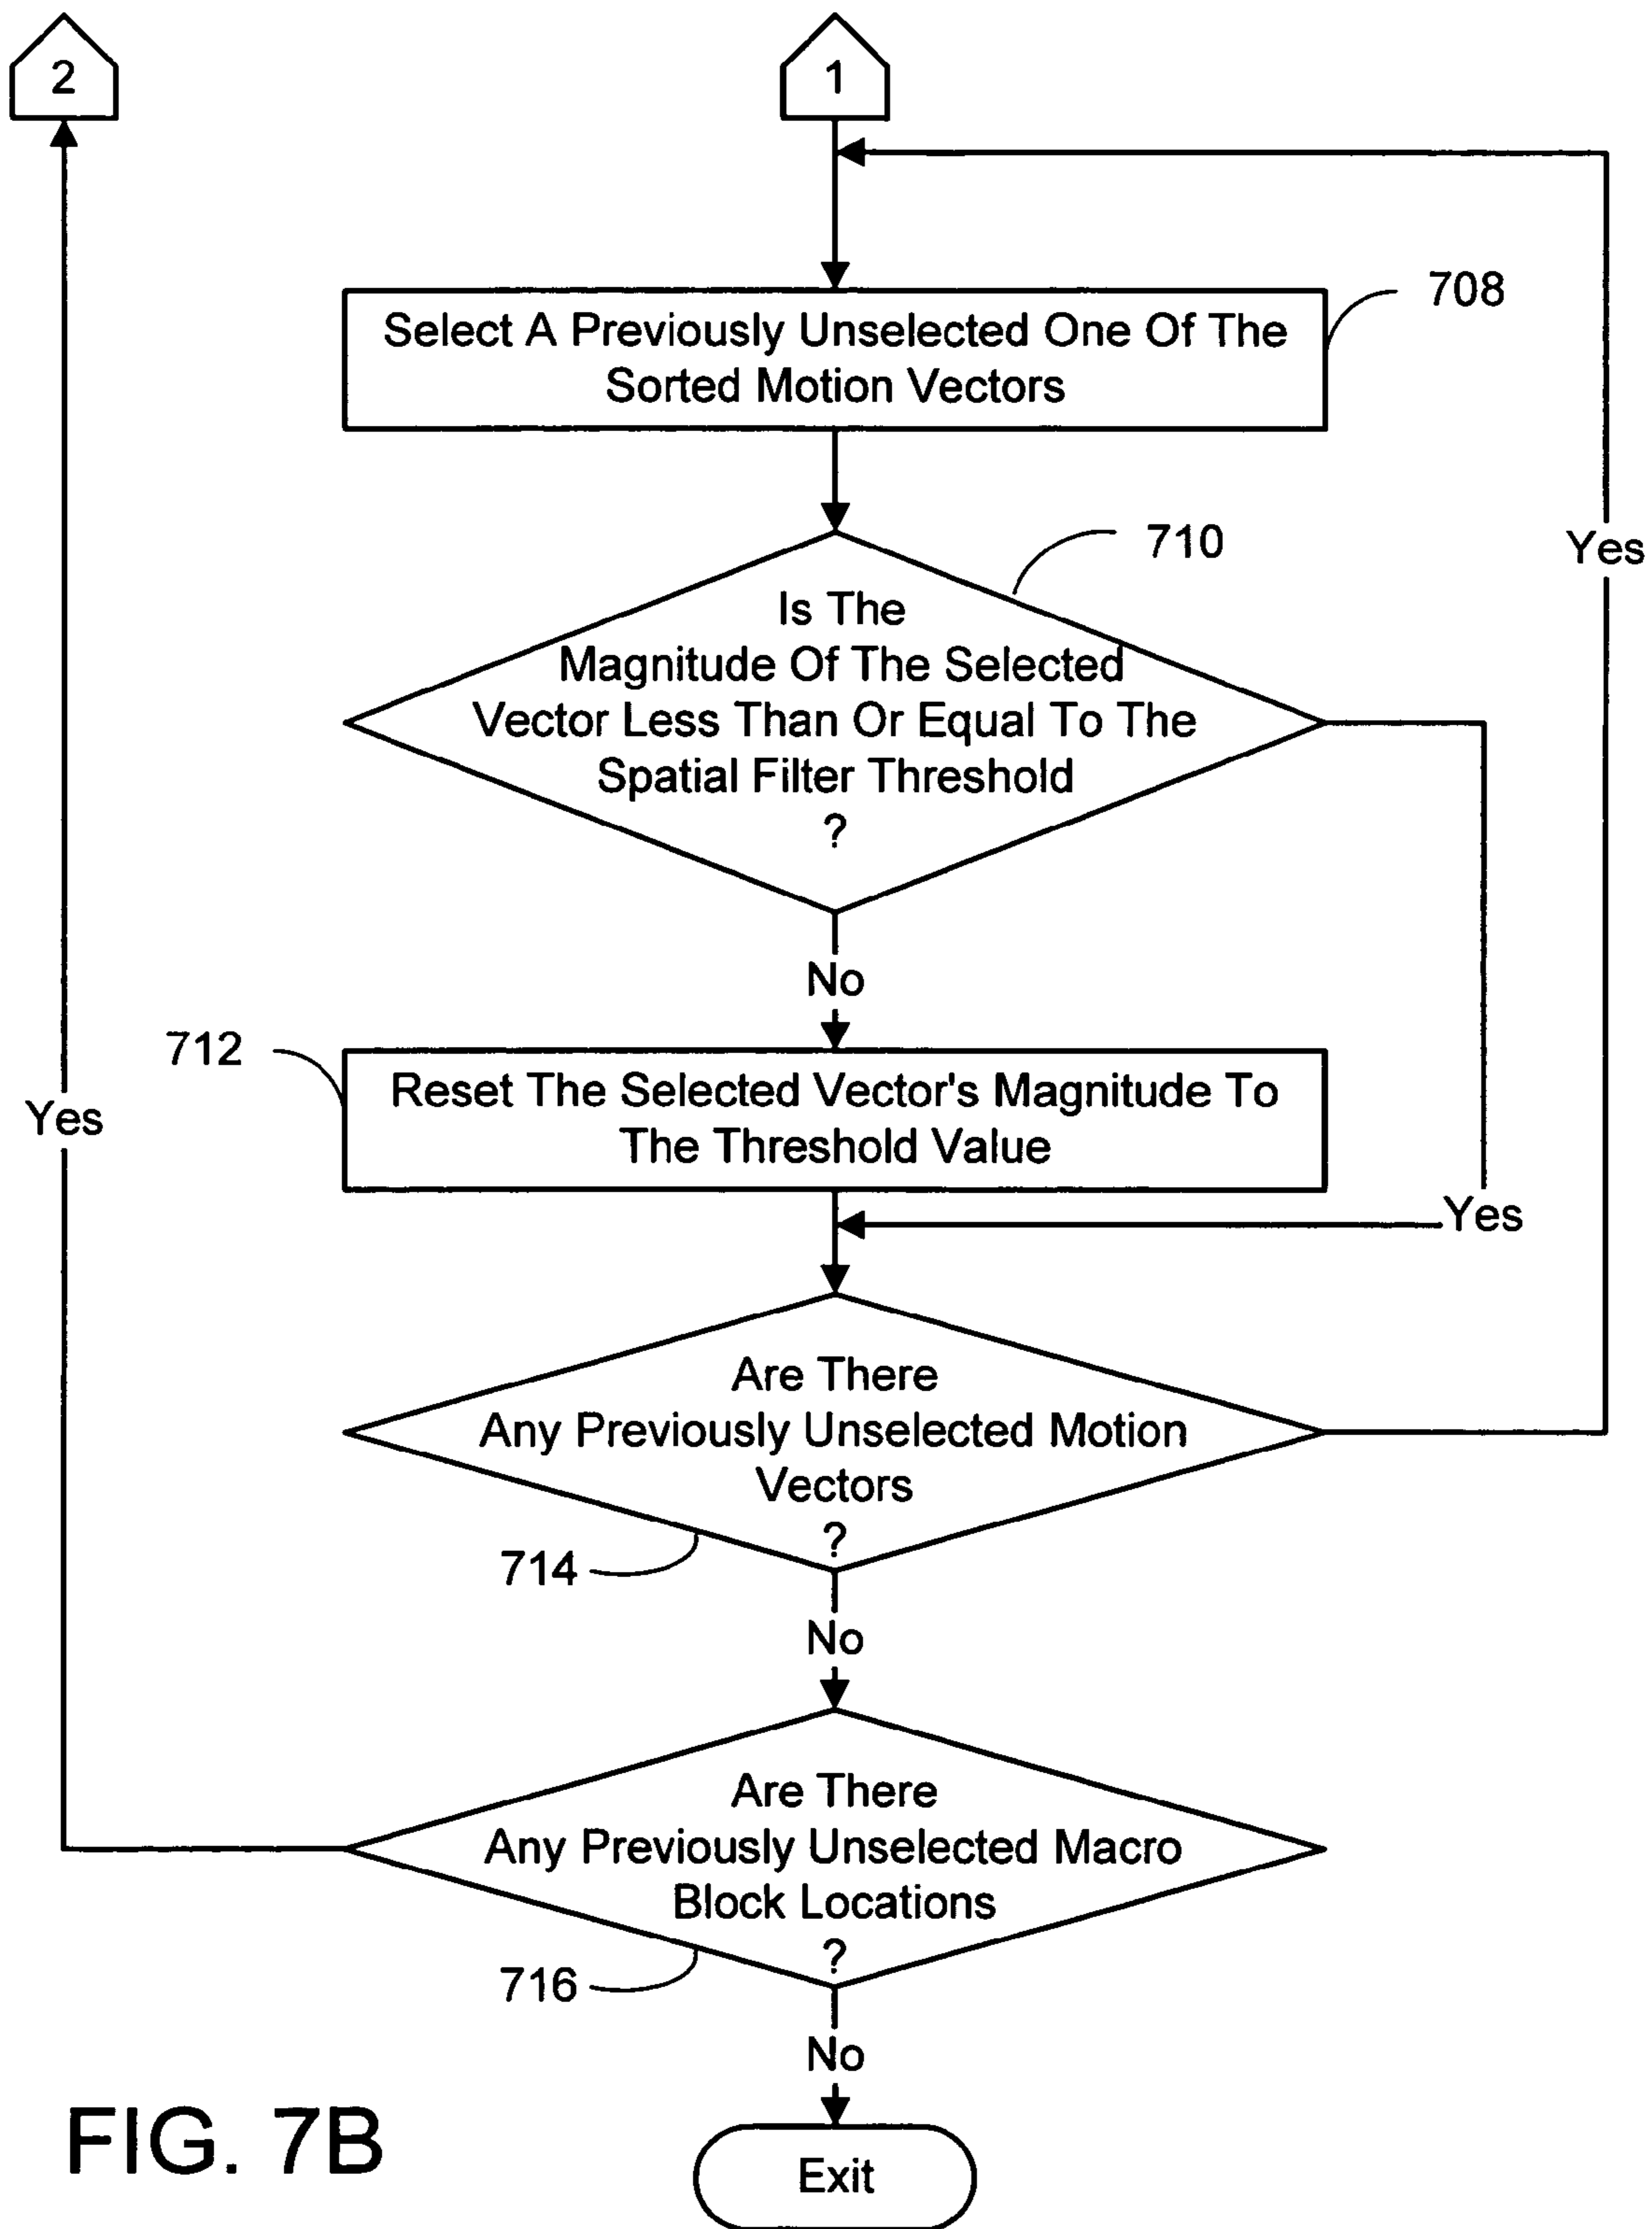 2
1
Select A Previously Unselected One Of The
Sorted Motion Vectors
708
Is The
Magnitude Of The Selected
Vector Less Than Or Equal To The
Spatial Filter Threshold
?
710
Yes
No
712
Reset The Selected Vector's Magnitude To
The Threshold Value
Yes
Yes
Are There
Any Previously Unselected Motion
Vectors
?
714
No
Are There
Any Previously Unselected Macro
Block Locations
?
716
No
Exit
FIG. 7B